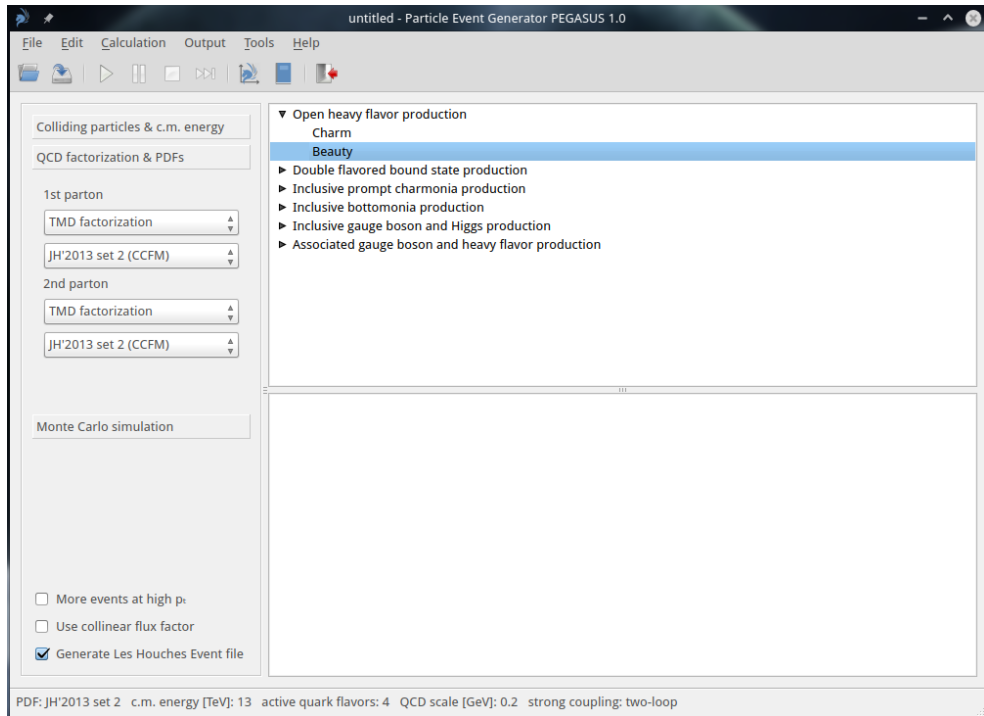 untitled - Particle Event Generator PEGASUS 1.0
File Edit Calculation Output Tools Help
Colliding particles & c.m. energy
QCD factorization & PDFs
1st parton
TMD factorization
JH'2013 set 2 (CCFM)
2nd parton
TMD factorization
JH'2013 set 2 (CCFM)
Monte Carlo simulation
More events at high pₜ
Use collinear flux factor
Generate Les Houches Event file
Open heavy flavor production
Charm
Beauty
Double flavored bound state production
Inclusive prompt charmonia production
Inclusive bottomonia production
Inclusive gauge boson and Higgs production
Associated gauge boson and heavy flavor production
PDF: JH'2013 set 2 c.m. energy [TeV]: 13 active quark flavors: 4 QCD scale [GeV]: 0.2 strong coupling: two-loop